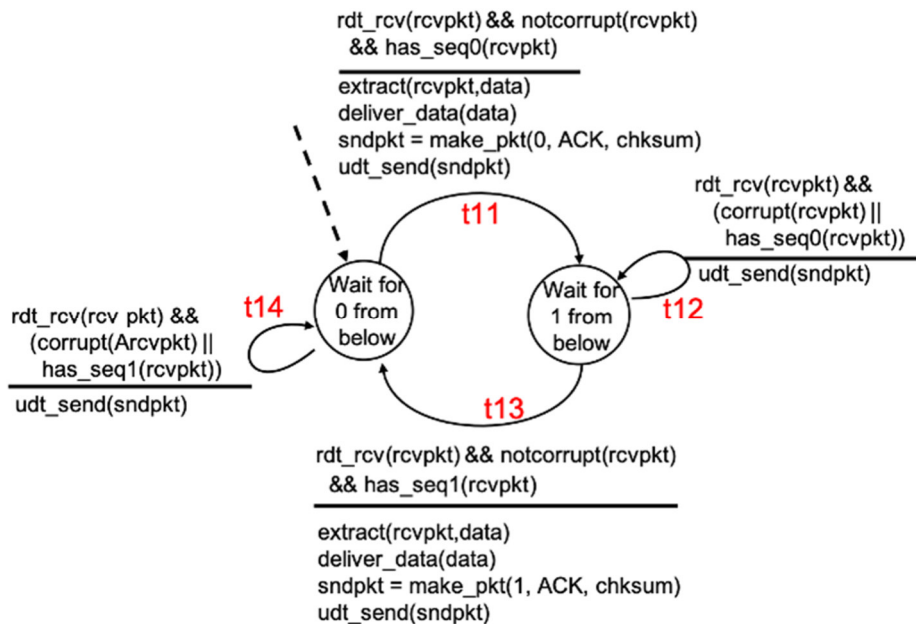 rdt_rcv(rcvpkt) && notcorrupt(rcvpkt)
&& has_seq0(rcvpkt)
extract(rcvpkt,data)
deliver_data(data)
sndpkt = make_pkt(0, ACK, chksum)
udt_send(sndpkt)
t11
rdt_rcv(rcvpkt) &&
(corrupt(rcvpkt) ||
has_seq0(rcvpkt))
udt_send(sndpkt)
t12
Wait for
0 from
below
Wait for
1 from
below
t14
rdt_rcv(rcv pkt) &&
(corrupt(Arcvpkt) ||
has_seq1(rcvpkt))
udt_send(sndpkt)
t13
rdt_rcv(rcvpkt) && notcorrupt(rcvpkt)
&& has_seq1(rcvpkt)
extract(rcvpkt,data)
deliver_data(data)
sndpkt = make_pkt(1, ACK, chksum)
udt_send(sndpkt)